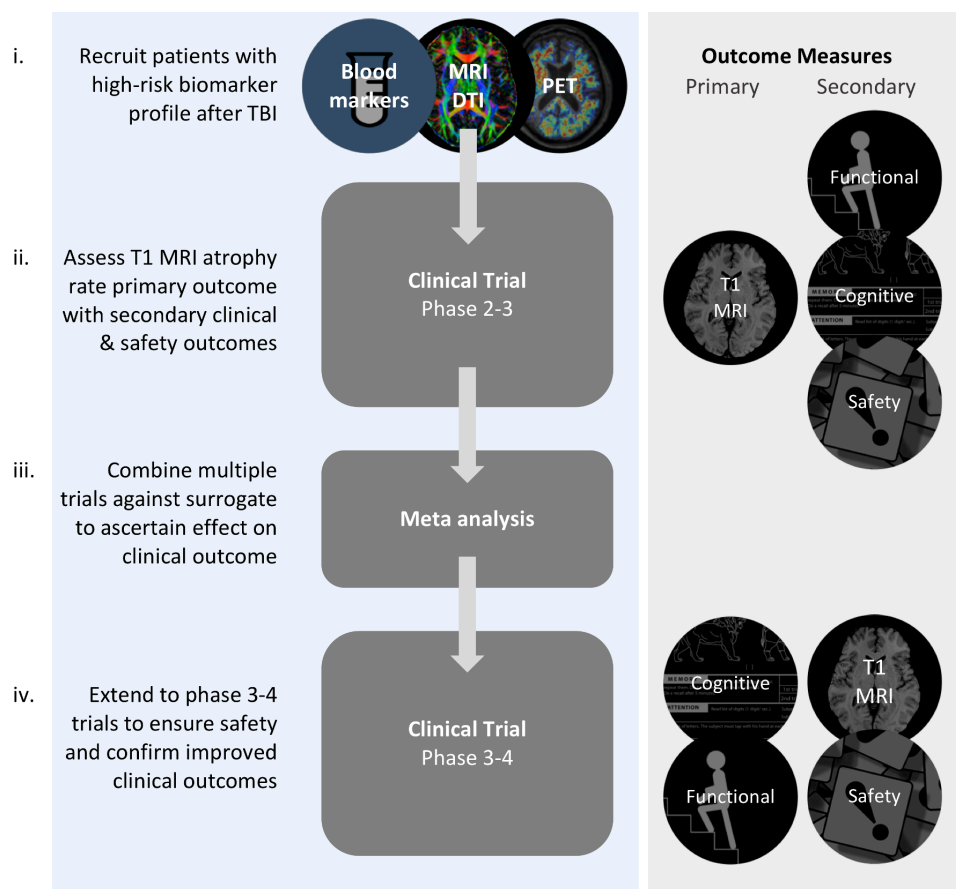 i.
Recruit patients with
high-risk biomarker
profile after TBI
Blood
markers
MRI
DTI
PET
Outcome Measures
Primary
Secondary
Functional
ii.
Assess T1 MRI atrophy
rate primary outcome
with secondary clinical
& safety outcomes
Clinical Trial
Phase 2-3
T1
MRI
Cognitive
ATTENTION
Safety
iii.
Combine multiple
trials against surrogate
to ascertain effect on
clinical outcome
Meta analysis
iv.
Extend to phase 3-4
trials to ensure safety
and confirm improved
clinical outcomes
Clinical Trial
Phase 3-4
Cognitive
T1
MRI
Functional
Safety